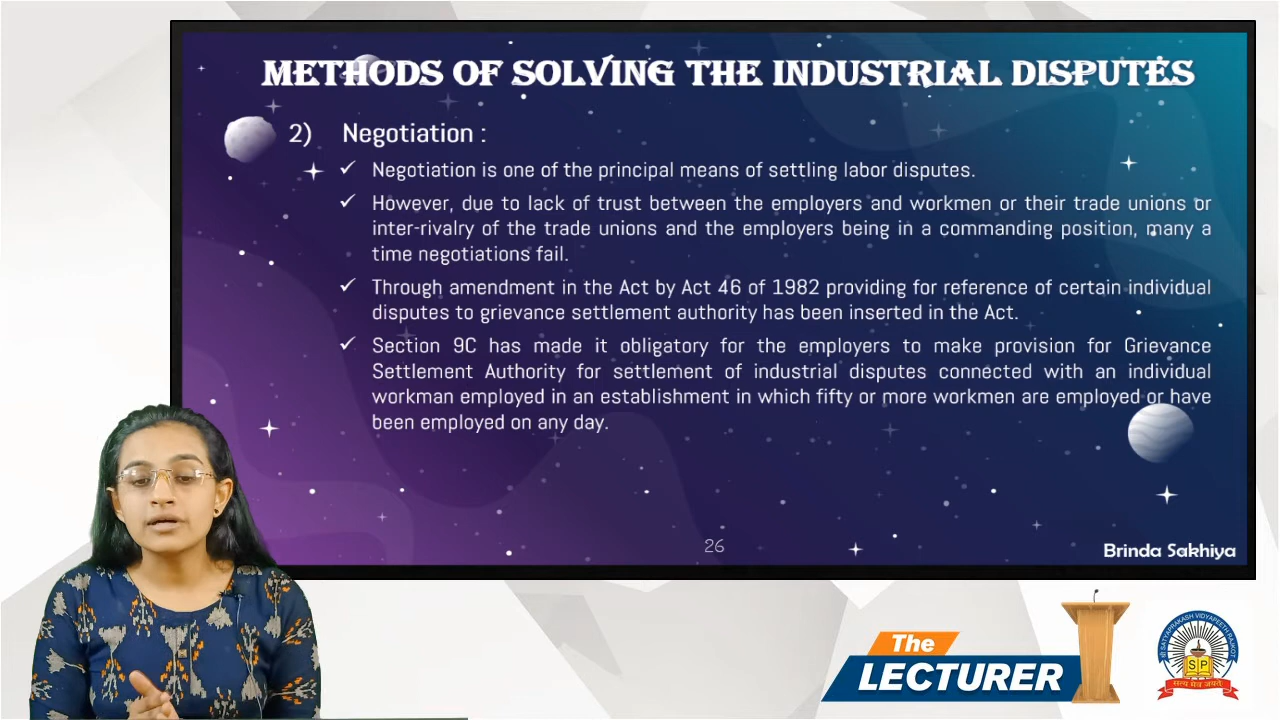 METHODS OF SOLVING THE INDUSTRIAL DISPUTES
2) Negotiation :
✓ Negotiation is one of the principal means of settling labor disputes.
✓ However, due to lack of trust between the employers and workmen or their trade unions or
inter-rivalry of the trade unions and the employers being in a commanding position, many a
time negotiations fail.
✓ Through amendment in the Act by Act 46 of 1982 providing for reference of certain individual
disputes to grievance settlement authority has been inserted in the Act.
✓ Section 9C has made it obligatory for the employers to make provision for Grievance
Settlement Authority for settlement of industrial disputes connected with an individual
workman employed in an establishment in which fifty or more workmen are employed or have
been employed on any day.
26
Brinda Sakhiya
The
LECTURER
SATYAPRAKASH VIDYAPEETH RAJKOT
S P
सत्य मेव जयते